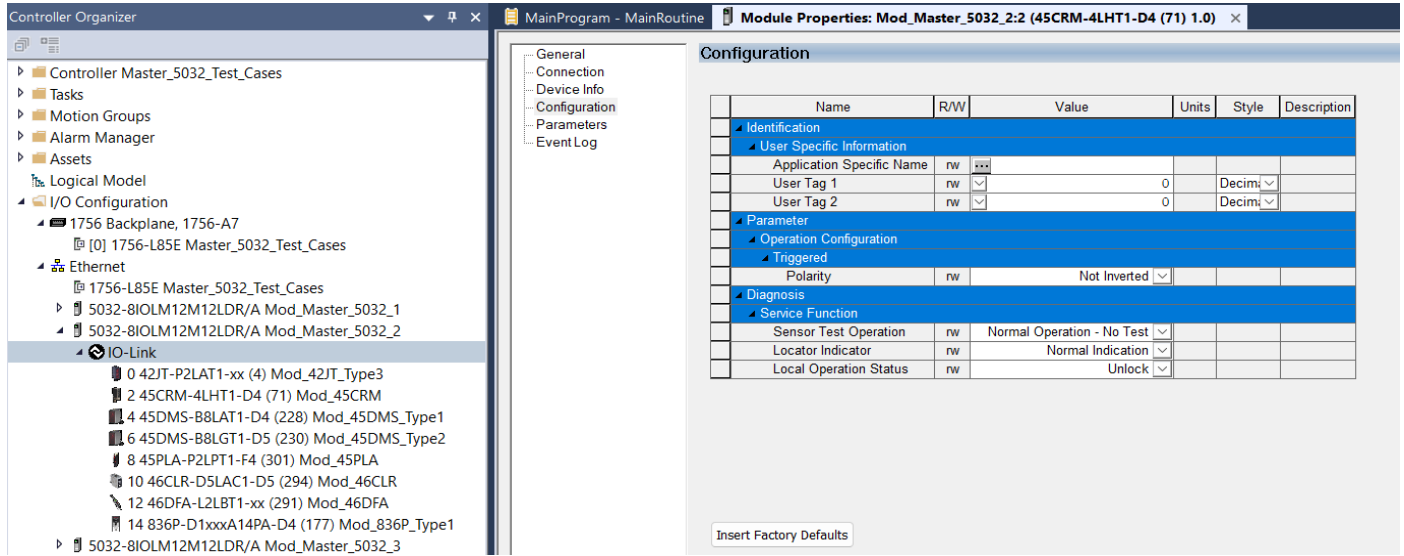 Controller Organizer
Controller Master_5032_Test_Cases
Tasks
Motion Groups
Alarm Manager
Assets
Logical Model
I/O Configuration
1756 Backplane, 1756-A7
[0] 1756-L85E Master_5032_Test_Cases
Ethernet
1756-L85E Master_5032_Test_Cases
5032-8IOLM12M12LDR/A Mod_Master_5032_1
5032-8IOLM12M12LDR/A Mod_Master_5032_2
IO-Link
0 42JT-P2LAT1-xx (4) Mod_42JT_Type3
2 45CRM-4LHT1-D4 (71) Mod_45CRM
4 45DMS-B8LAT1-D4 (228) Mod_45DMS_Type1
6 45DMS-B8LGT1-D5 (230) Mod_45DMS_Type2
8 45PLA-P2LPT1-F4 (301) Mod_45PLA
10 46CLR-D5LAC1-D5 (294) Mod_46CLR
12 46DFA-L2LBT1-xx (291) Mod_46DFA
14 836P-D1xxxA14PA-D4 (177) Mod_836P_Type1
5032-8IOLM12M12LDR/A Mod_Master_5032_3
MainProgram - MainRoutine
Module Properties: Mod_Master_5032_2:2 (45CRM-4LHT1-D4 (71) 1.0)
General
Connection
Device Info
Configuration
Parameters
Event Log
Configuration
Name R/W Value Units Style Description
Identification
User Specific Information
Application Specific Name rw ...
User Tag 1 rw 0 Decima
User Tag 2 rw 0 Decima
Parameter
Operation Configuration
Triggered
Polarity rw Not Inverted
Diagnosis
Service Function
Sensor Test Operation rw Normal Operation - No Test
Locator Indicator rw Normal Indication
Local Operation Status rw Unlock
Insert Factory Defaults